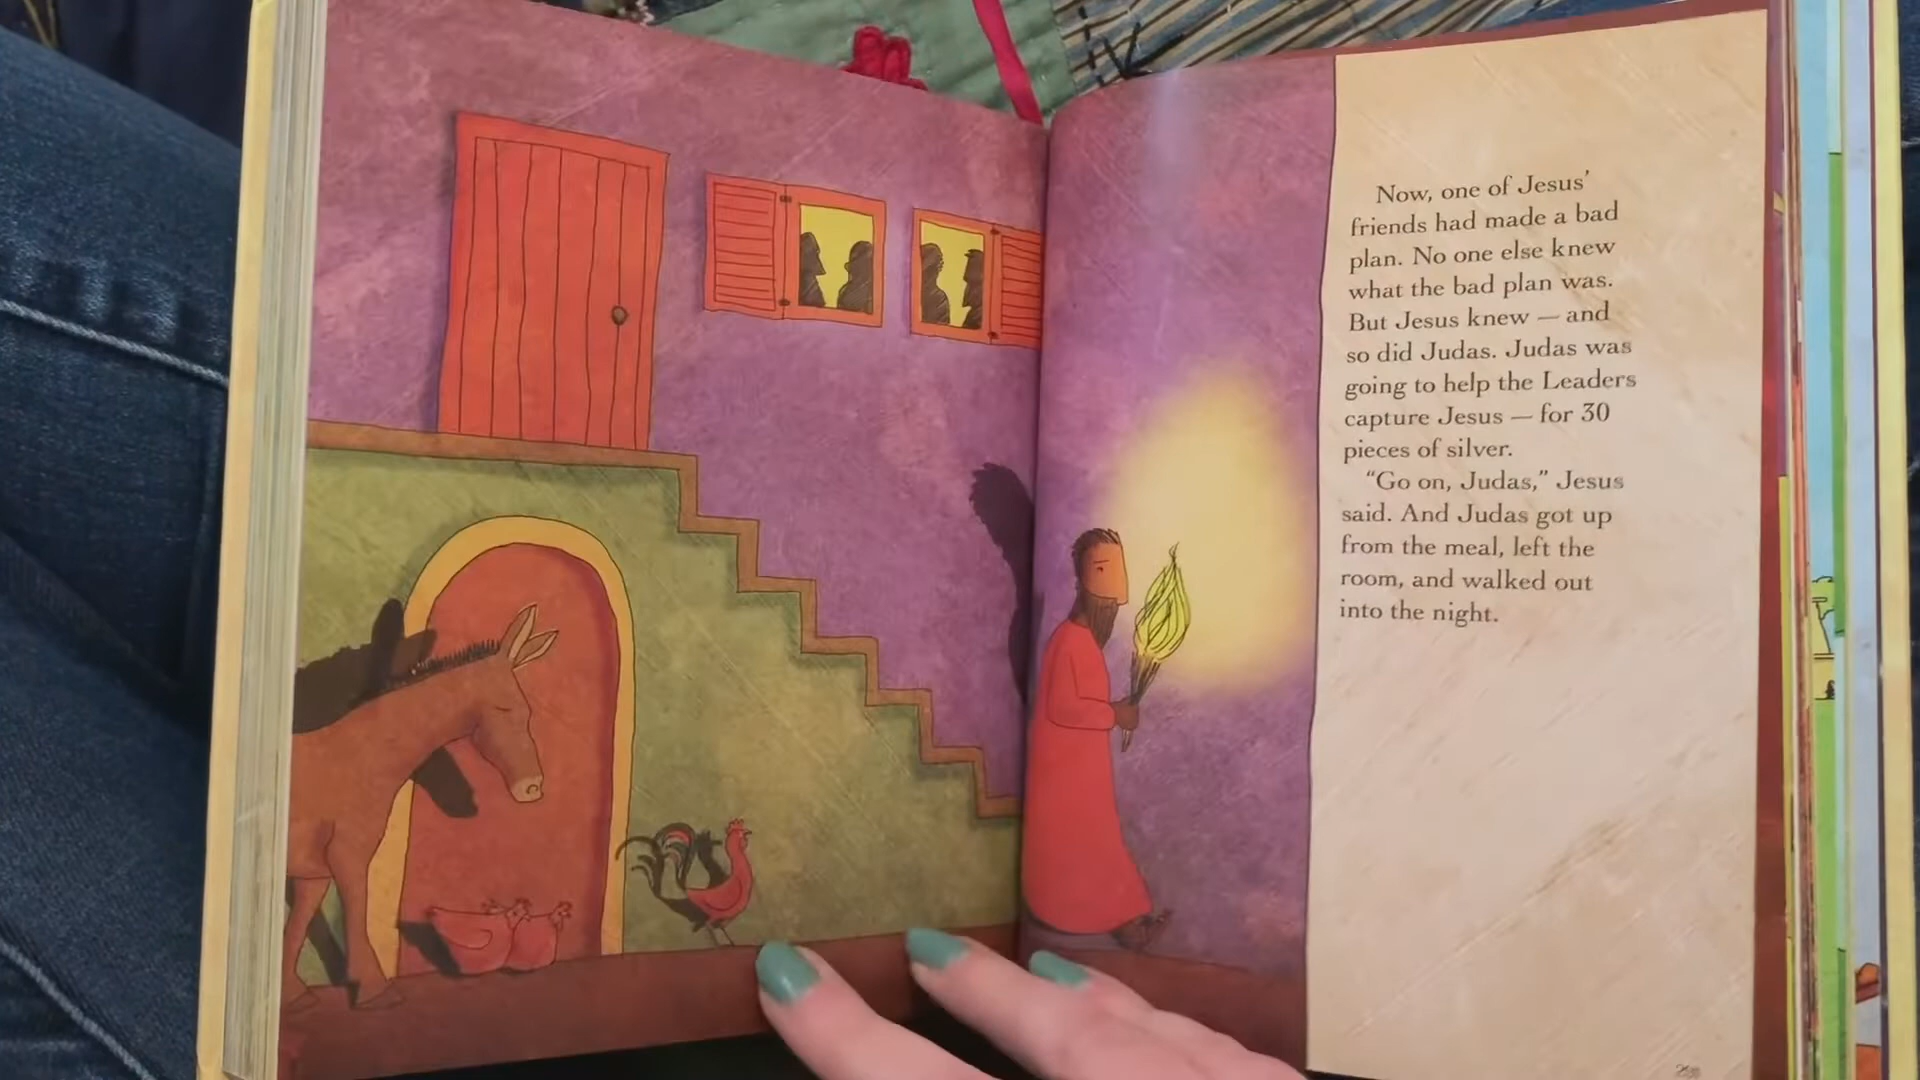 Now, one of Jesus’
friends had made a bad
plan. No one else knew
what the bad plan was.
But Jesus knew — and
so did Judas. Judas was
going to help the Leaders
capture Jesus — for 30
pieces of silver.
“Go on, Judas,” Jesus
said. And Judas got up
from the meal, left the
room, and walked out
into the night.